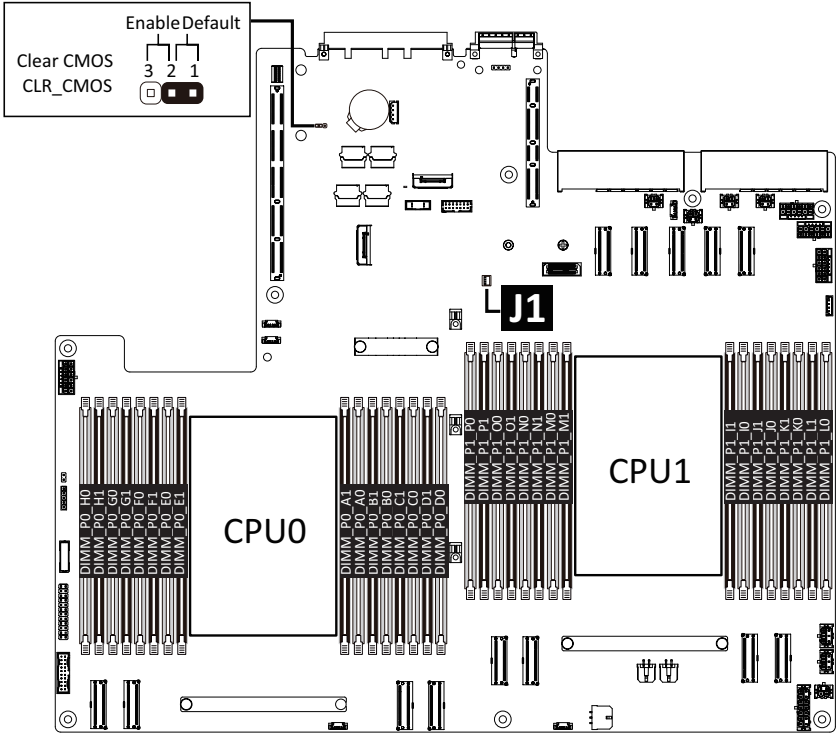 Enable Default
Clear CMOS
CLR_CMOS
3 2 1
J1
DIMM_P1_P0
DIMM_P1_P1
DIMM_P1_O0
DIMM_P1_O1
DIMM_P1_N0
DIMM_P1_N1
DIMM_P1_M0
DIMM_P1_M1
CPU1
DIMM_P1_I1
DIMM_P1_I0
DIMM_P1_J1
DIMM_P1_J0
DIMM_P1_K1
DIMM_P1_K0
DIMM_P1_L1
DIMM_P1_L0
DIMM_P0_H0
DIMM_P0_H1
DIMM_P0_G0
DIMM_P0_G1
DIMM_P0_F0
DIMM_P0_F1
DIMM_P0_E0
DIMM_P0_E1
CPU0
DIMM_P0_A1
DIMM_P0_A0
DIMM_P0_B1
DIMM_P0_B0
DIMM_P0_C1
DIMM_P0_C0
DIMM_P0_D1
DIMM_P0_D0